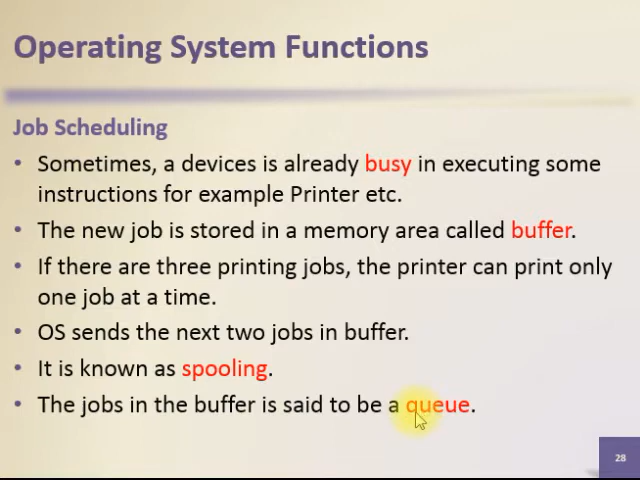 Operating System Functions
Job Scheduling
• Sometimes, a devices is already busy in executing some
instructions for example Printer etc.
• The new job is stored in a memory area called buffer.
• If there are three printing jobs, the printer can print only
one job at a time.
• OS sends the next two jobs in buffer.
• It is known as spooling.
• The jobs in the buffer is said to be a queue.
28